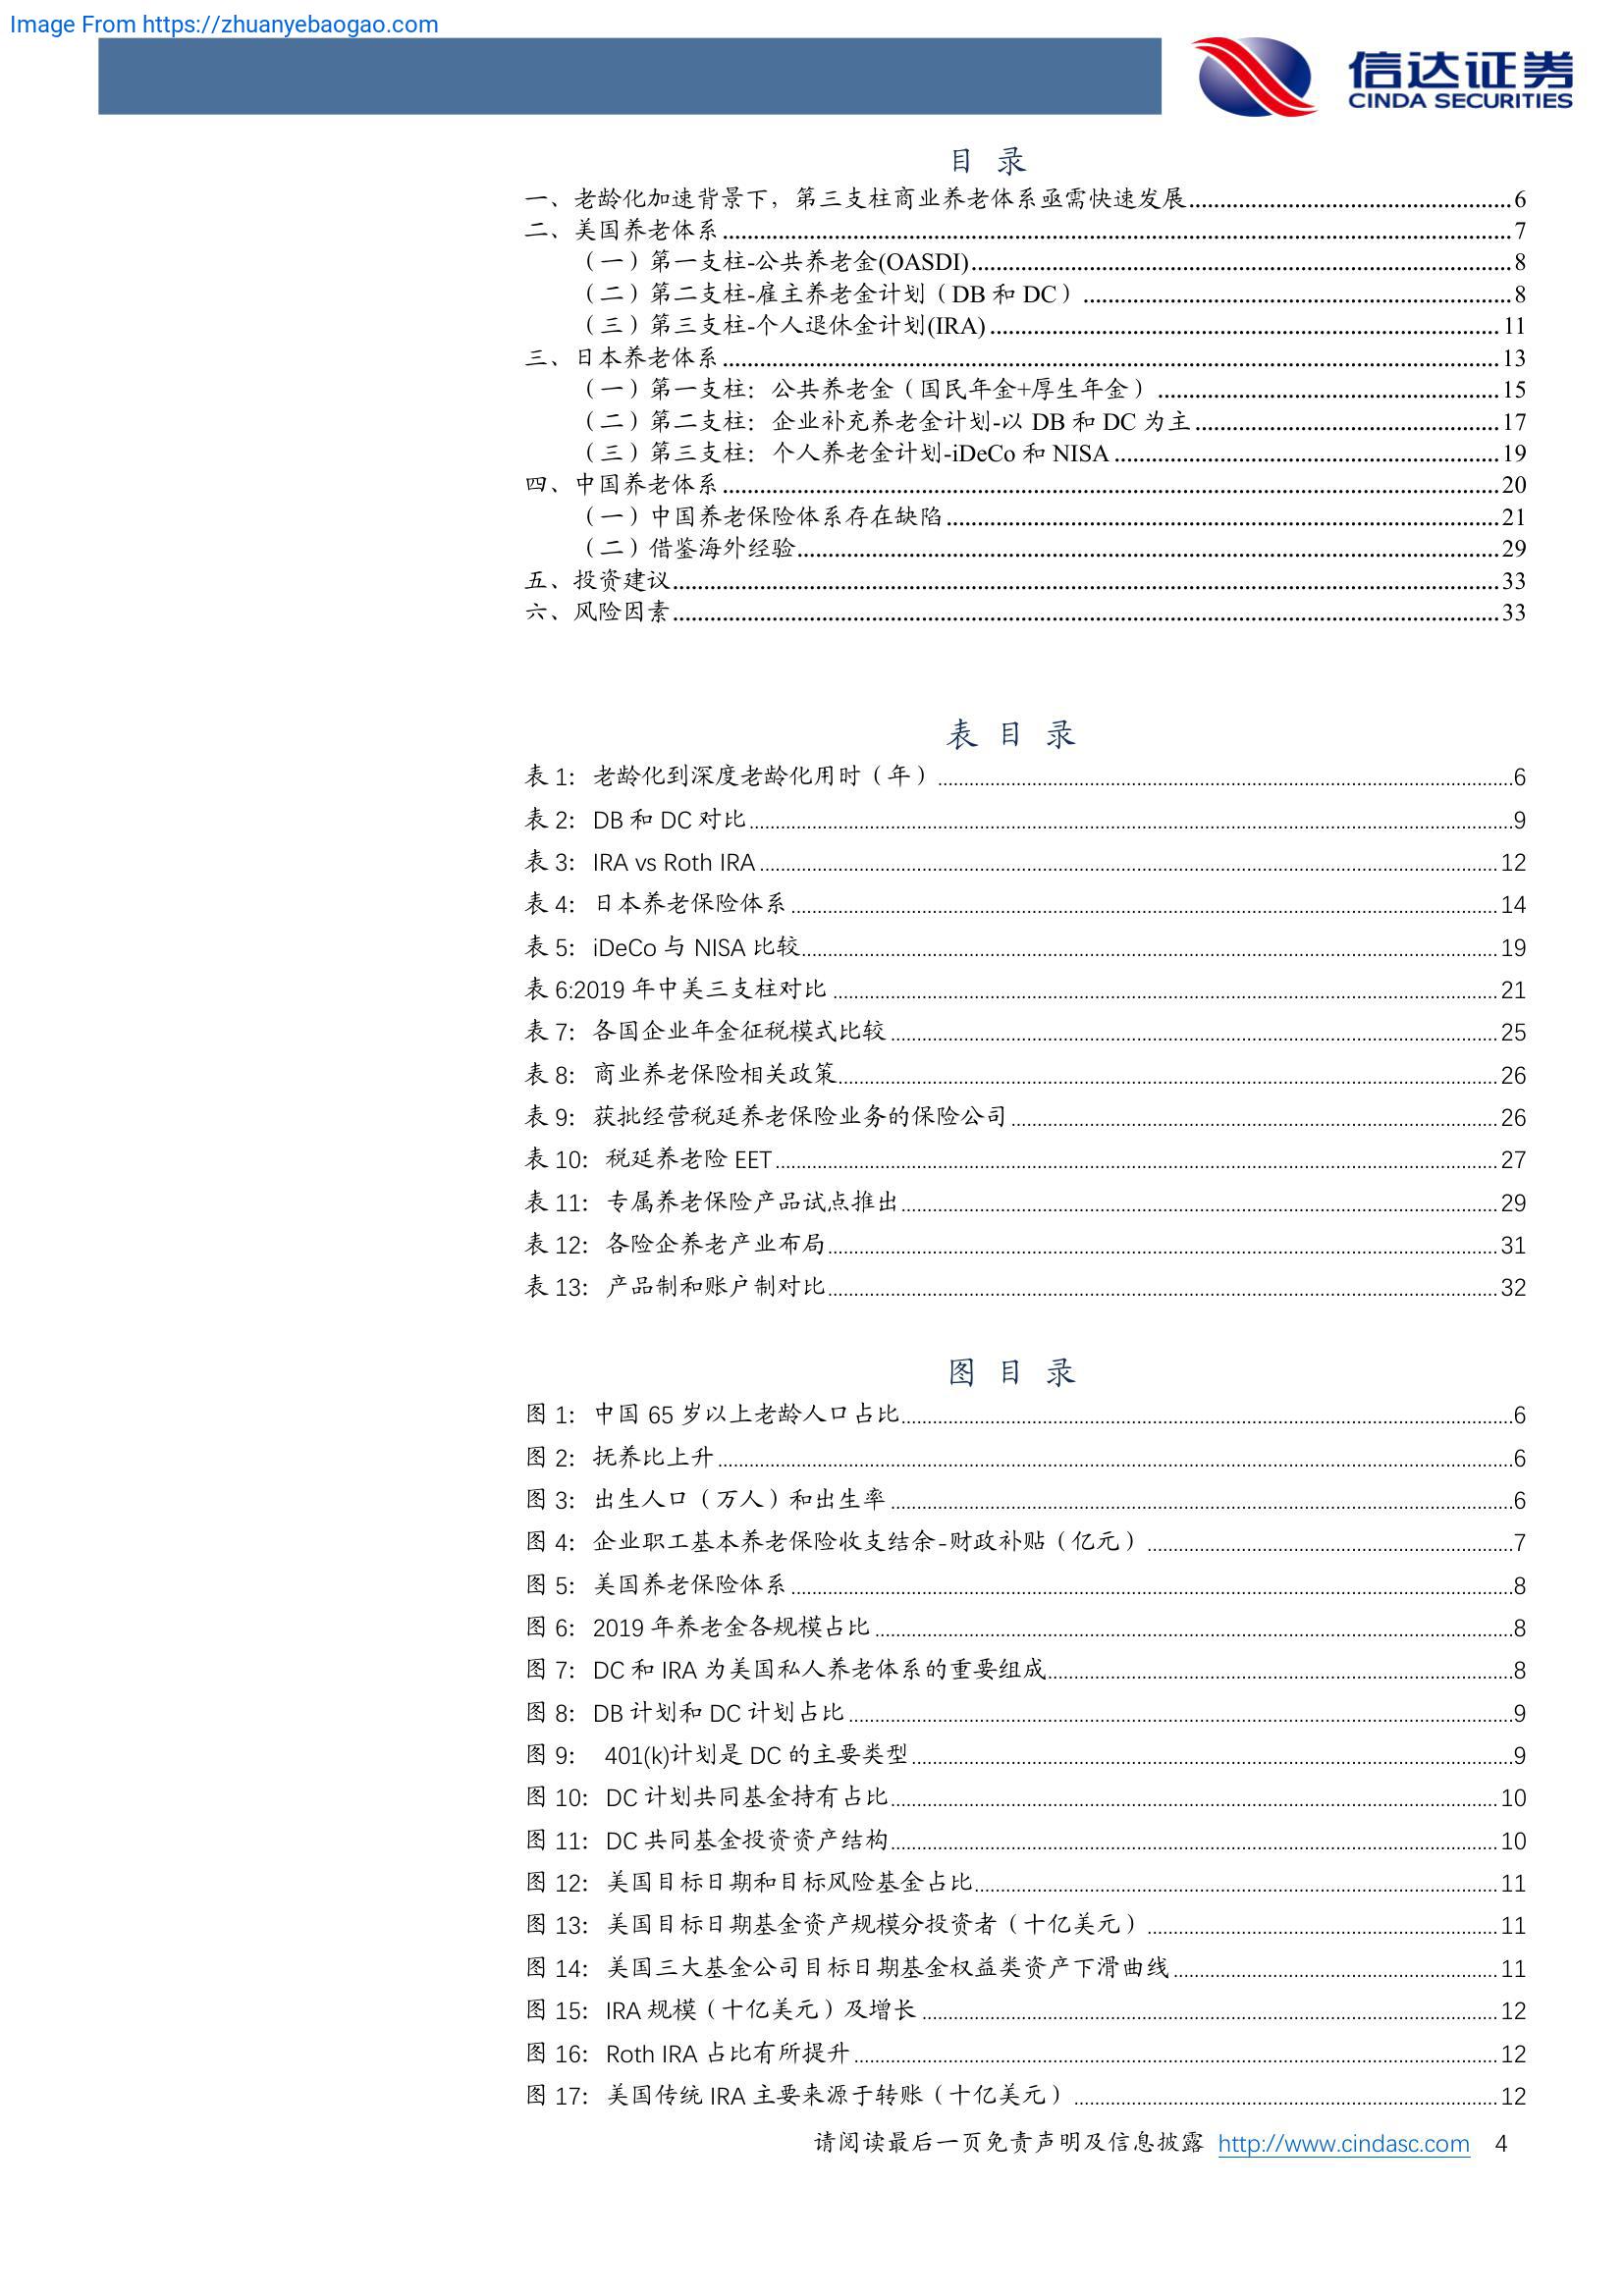 Image From https://zhuanyebaogao.com
信达证券
CINDA SECURITIES
目 录
一、老龄化加速背景下，第三支柱商业养老体系亟需快速发展 6
二、美国养老体系 7
（一）第一支柱-公共养老金(OASDI) 8
（二）第二支柱-雇主养老金计划（DB 和 DC） 8
（三）第三支柱-个人退休金计划(IRA) 11
三、日本养老体系 13
（一）第一支柱：公共养老金（国民年金+厚生年金） 15
（二）第二支柱：企业补充养老金计划-以 DB 和 DC 为主 17
（三）第三支柱：个人养老金计划-iDeCo 和 NISA 19
四、中国养老体系 20
（一）中国养老保险体系存在缺陷 21
（二）借鉴海外经验 29
五、投资建议 33
六、风险因素 33
表 目 录
表 1：老龄化到深度老龄化用时（年） 6
表 2：DB 和 DC 对比 9
表 3：IRA vs Roth IRA 12
表 4：日本养老保险体系 14
表 5：iDeCo 与 NISA 比较 19
表 6:2019 年中美三支柱对比 21
表 7：各国企业年金征税模式比较 25
表 8：商业养老保险相关政策 26
表 9：获批经营税延养老保险业务的保险公司 26
表 10：税延养老险 EET 27
表 11：专属养老保险产品试点推出 29
表 12：各险企养老产业布局 31
表 13：产品制和账户制对比 32
图 目 录
图 1：中国 65 岁以上老龄人口占比 6
图 2：抚养比上升 6
图 3：出生人口（万人）和出生率 6
图 4：企业职工基本养老保险收支结余-财政补贴（亿元） 7
图 5：美国养老保险体系 8
图 6：2019 年养老金各规模占比 8
图 7：DC 和 IRA 为美国私人养老体系的重要组成 8
图 8：DB 计划和 DC 计划占比 9
图 9： 401(k)计划是 DC 的主要类型 9
图 10：DC 计划共同基金持有占比 10
图 11：DC 共同基金投资资产结构 10
图 12：美国目标日期和目标风险基金占比 11
图 13：美国目标日期基金资产规模分投资者（十亿美元） 11
图 14：美国三大基金公司目标日期基金权益类资产下滑曲线 11
图 15：IRA 规模（十亿美元）及增长 12
图 16：Roth IRA 占比有所提升 12
图 17：美国传统 IRA 主要来源于转账（十亿美元） 12
请阅读最后一页免责声明及信息披露 http://www.cindasc.com 4